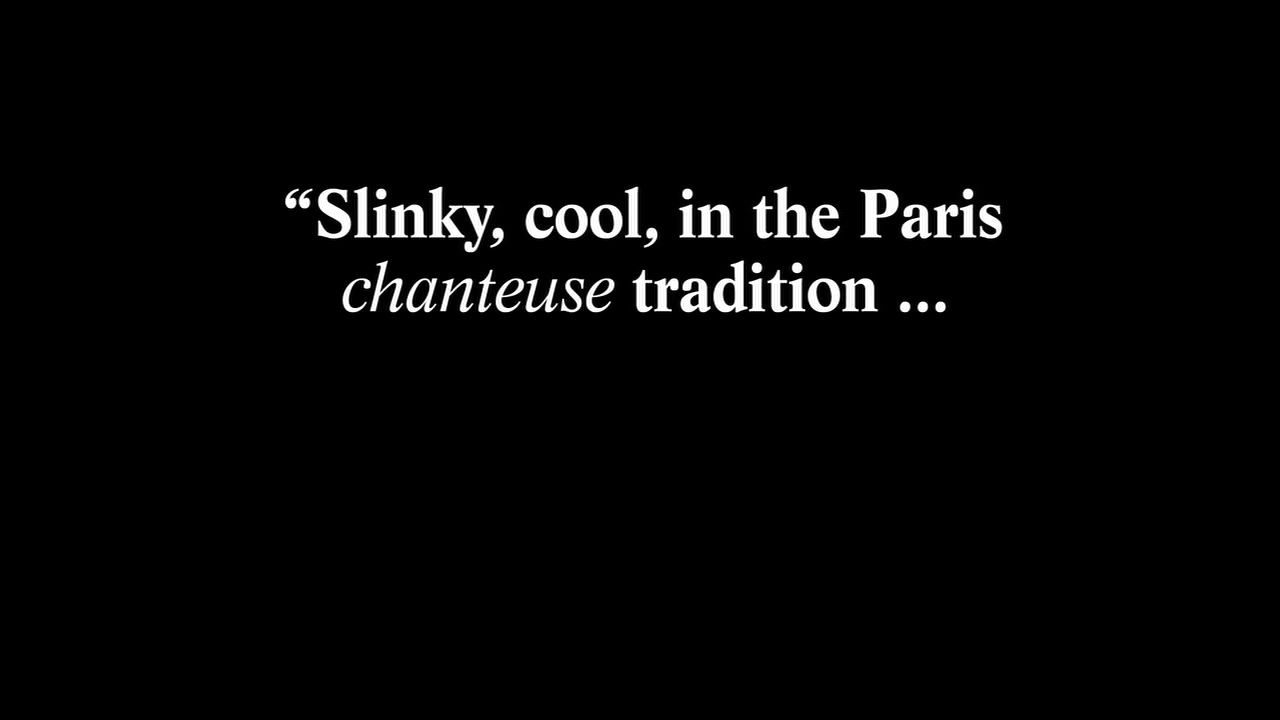 “Slinky, cool, in the Paris
chanteuse tradition ...